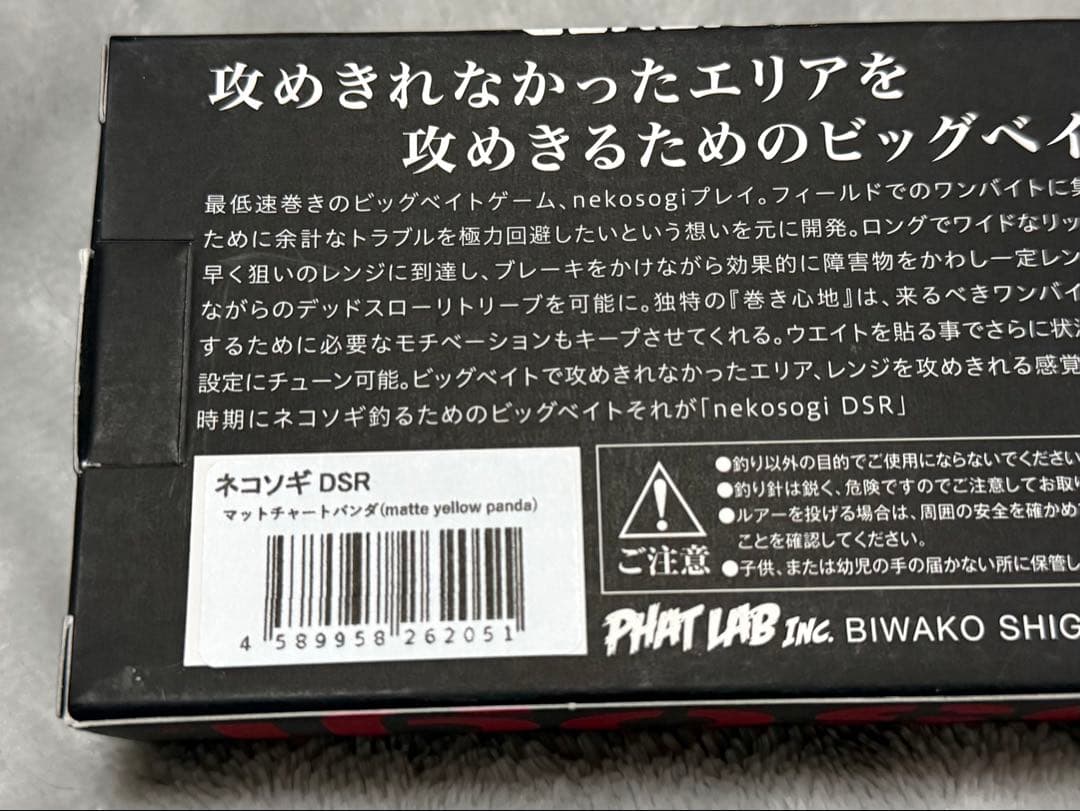 攻めきれなかったエリアを
攻めきるためのビッグベイ
最低速巻きのビッグベイトゲーム、nekosogiプレイ。フィールドでのワンバイトに集
ために余計なトラブルを極力回避したいという想いを元に開発。ロングでワイドなリッ
早く狙いのレンジに到達し、ブレーキをかけながら効果的に障害物をかわし一定レン
ながらのデッドスローリトリーブを可能に。独特の『巻き心地』は、来るべきワンバイ
するために必要なモチベーションもキープさせてくれる。ウエイトを貼る事でさらに状況
設定にチューン可能。ビッグベイトで攻めきれなかったエリア、レンジを攻めきれる感覚
時期にネコソギ釣るためのビッグベイトそれが「nekosogi DSR」
ネコソギ DSR
マットチャートパンダ(matte yellow panda)
4 589958 262051
ご注意
●釣り以外の目的でご使用にならないでください
●釣り針は鋭く、危険ですのでご注意してお取り
●ルアーを投げる場合は、周囲の安全を確かめ
ことを確認してください。
●子供、または幼児の手の届かない所に保管し
PHAT LAB INC. BIWAKO SHIG